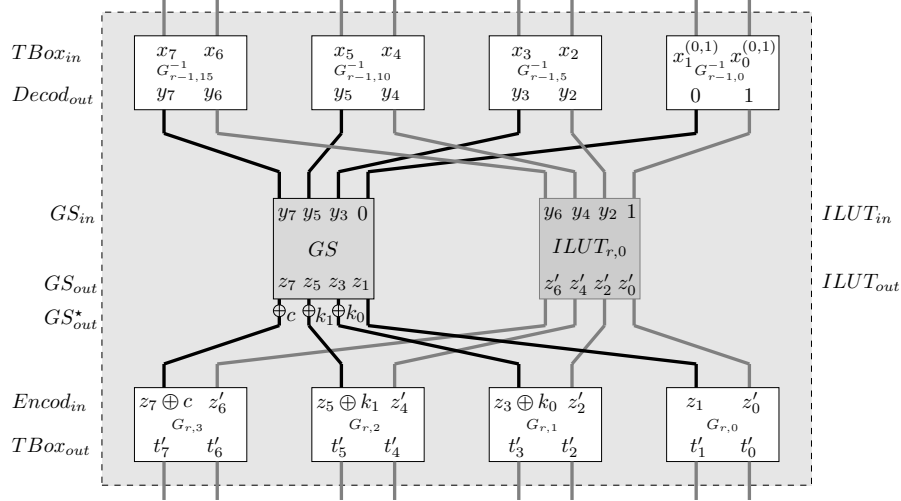 TBox_in x_7 x_6 x_5 x_4 x_3 x_2 x_1^(0,1) x_0^(0,1)
G_{r−1,15}^{−1} G_{r−1,10}^{−1} G_{r−1,5}^{−1} G_{r−1,0}^{−1}
Decod_out y_7 y_6 y_5 y_4 y_3 y_2 0 1
GS_in y_7 y_5 y_3 0 y_6 y_4 y_2 1 ILUT_in
GS ILUT_{r,0}
GS_out z_7 z_5 z_3 z_1 z′_6 z′_4 z′_2 z′_0 ILUT_out
GS^⋆_out ⊕c ⊕k_1 ⊕k_0
Encod_in z_7 ⊕ c z′_6 z_5 ⊕ k_1 z′_4 z_3 ⊕ k_0 z′_2 z_1 z′_0
G_{r,3} G_{r,2} G_{r,1} G_{r,0}
TBox_out t′_7 t′_6 t′_5 t′_4 t′_3 t′_2 t′_1 t′_0